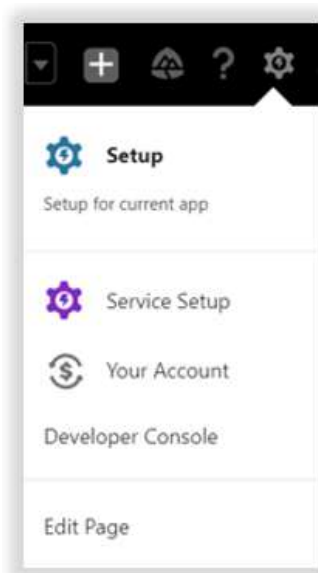 Setup
Setup for current app
Service Setup
Your Account
Developer Console
Edit Page